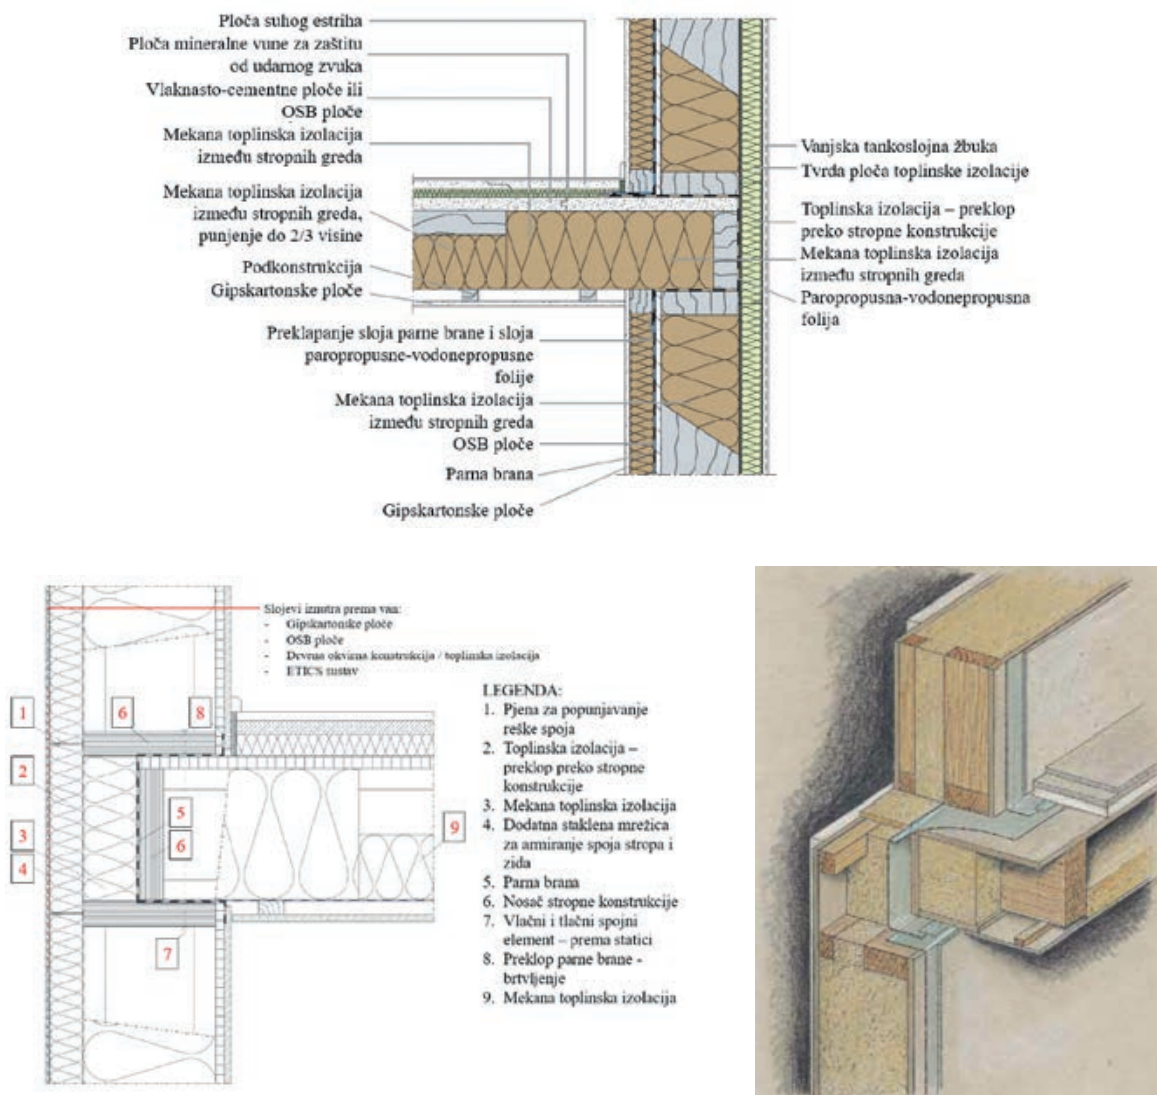 Ploča suhog estriha
Ploča mineralne vune za zaštitu
od udarnog zvuka
Vlaknasto-cementne ploče ili
OSB ploče
Mekana toplinska izolacija
između stropnih greda
Mekana toplinska izolacija
između stropnih greda,
punjenje do 2/3 visine
Podkonstrukcija
Gipskartonske ploče
Preklapanje sloja parne brane i sloja
paropropusne-vodonepropusne
folije
Mekana toplinska izolacija
između stropnih greda
OSB ploče
Parna brana
Gipskartonske ploče
Vanjska tankoslojna žbuka
Tvrda ploča toplinske izolacije
Toplinska izolacija – preklop
preko stropne konstrukcije
Mekana toplinska izolacija
između stropnih greda
Paropropusna-vodonepropusna
folija
Slojevi iznutra prema van:
- Gipskartonske ploče
- OSB ploče
- Drvena okvirna konstrukcija / toplinska izolacija
- ETICS sustav
1
6
8
2
5
3
6
9
4
7
LEGENDA:
1. Pjena za popunjavanje
reške spoja
2. Toplinska izolacija –
preklop preko stropne
konstrukcije
3. Mekana toplinska izolacija
4. Dodatna staklena mrežica
za armiranje spoja stropa i
zida
5. Parna brana
6. Nosač stropne konstrukcije
7. Vlačni i tlačni spojni
element – prema statici
8. Preklop parne brane -
brtvljenje
9. Mekana toplinska izolacija